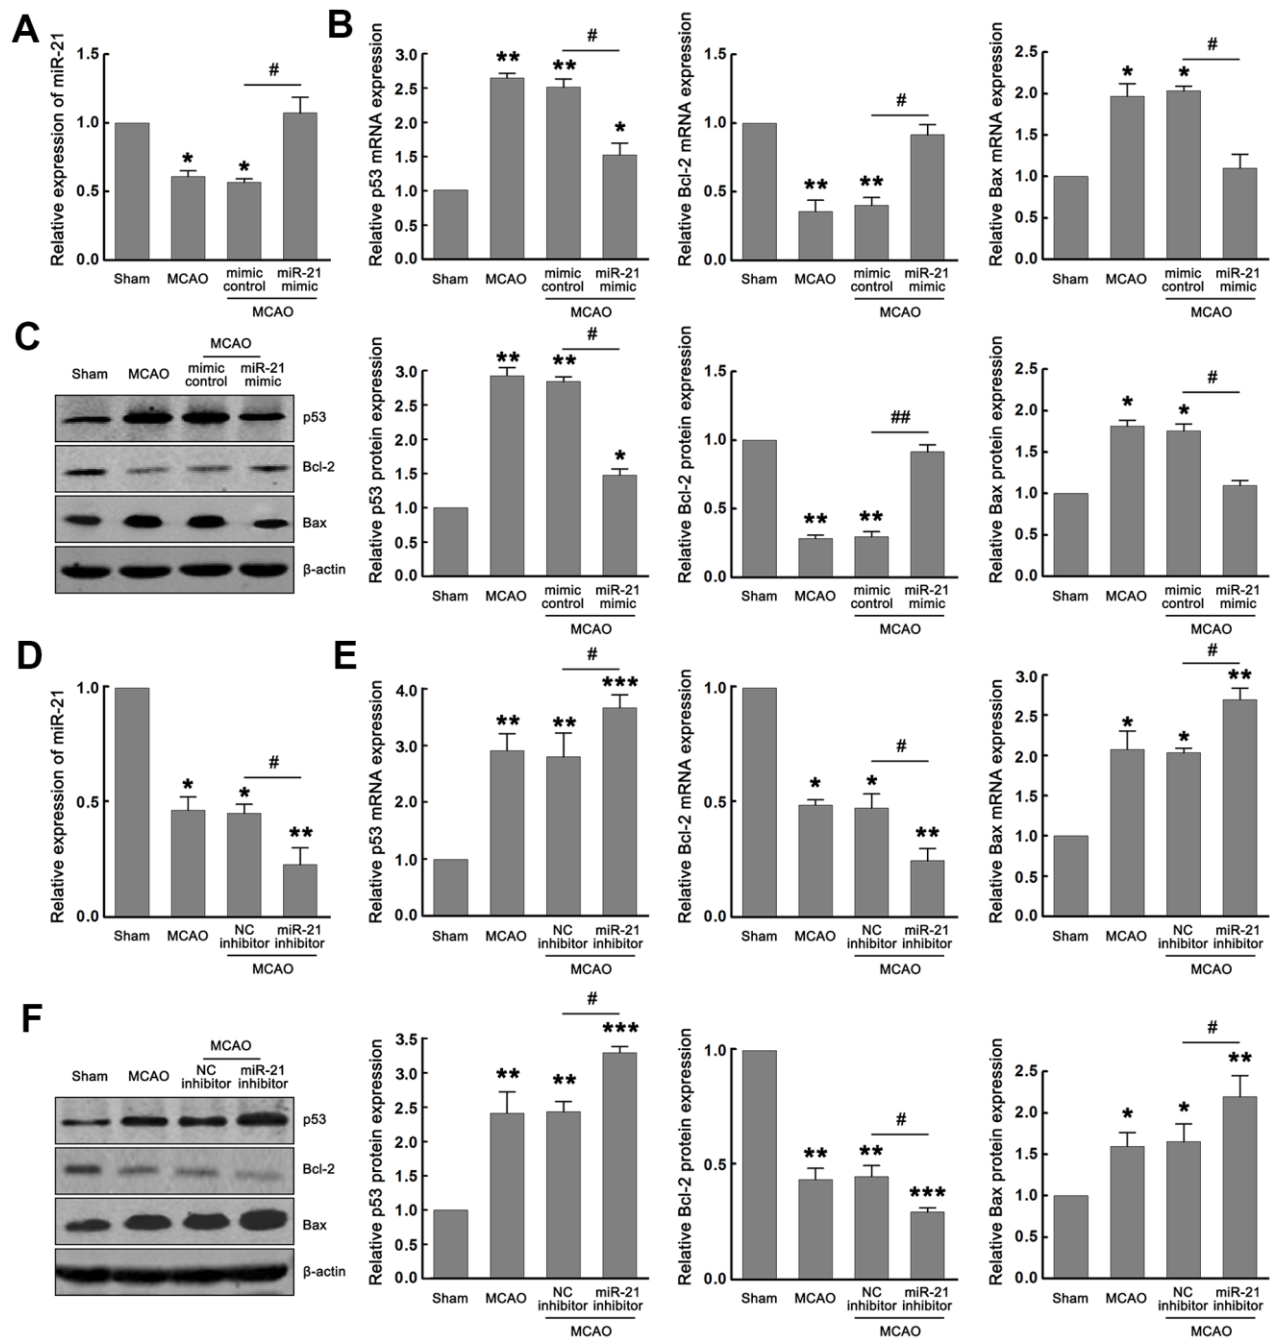 A
Relative expression of miR-21
1.5
1.0
0.5
0.0
*
*
#
Sham
MCAO
mimic control
miR-21 mimic
MCAO
B
Relative p53 mRNA expression
3.0
2.5
2.0
1.5
1.0
0.5
0.0
**
**
#
*
Sham
MCAO
mimic control
miR-21 mimic
MCAO
Relative Bcl-2 mRNA expression
1.5
1.0
0.5
0.0
**
**
#
Sham
MCAO
mimic control
miR-21 mimic
MCAO
Relative Bax mRNA expression
2.5
2.0
1.5
1.0
0.5
0.0
*
*
#
Sham
MCAO
mimic control
miR-21 mimic
MCAO
C
MCAO
Sham
MCAO
mimic control
miR-21 mimic
p53
Bcl-2
Bax
β-actin
Relative p53 protein expression
3.0
2.5
2.0
1.5
1.0
0.5
0.0
**
**
#
*
Sham
MCAO
mimic control
miR-21 mimic
MCAO
Relative Bcl-2 protein expression
1.5
1.0
0.5
0.0
**
**
##
Sham
MCAO
mimic control
miR-21 mimic
MCAO
Relative Bax protein expression
2.5
2.0
1.5
1.0
0.5
0.0
*
*
#
Sham
MCAO
mimic control
miR-21 mimic
MCAO
D
Relative expression of miR-21
1.0
0.5
0.0
*
*
#
**
Sham
MCAO
NC inhibitor
miR-21 inhibitor
MCAO
E
Relative p53 mRNA expression
4.0
3.0
2.0
1.0
0.0
**
**
#
***
Sham
MCAO
NC inhibitor
miR-21 inhibitor
MCAO
Relative Bcl-2 mRNA expression
1.0
0.5
0.0
*
*
#
**
Sham
MCAO
NC inhibitor
miR-21 inhibitor
MCAO
Relative Bax mRNA expression
3.0
2.5
2.0
1.5
1.0
0.5
0.0
*
*
#
**
Sham
MCAO
NC inhibitor
miR-21 inhibitor
MCAO
F
MCAO
Sham
MCAO
NC inhibitor
miR-21 inhibitor
p53
Bcl-2
Bax
β-actin
Relative p53 protein expression
3.5
3.0
2.5
2.0
1.5
1.0
0.5
0.0
**
**
#
***
Sham
MCAO
NC inhibitor
miR-21 inhibitor
MCAO
Relative Bcl-2 protein expression
1.0
0.5
0.0
**
**
#
***
Sham
MCAO
NC inhibitor
miR-21 inhibitor
MCAO
Relative Bax protein expression
2.5
2.0
1.5
1.0
0.5
0.0
*
*
#
**
Sham
MCAO
NC inhibitor
miR-21 inhibitor
MCAO